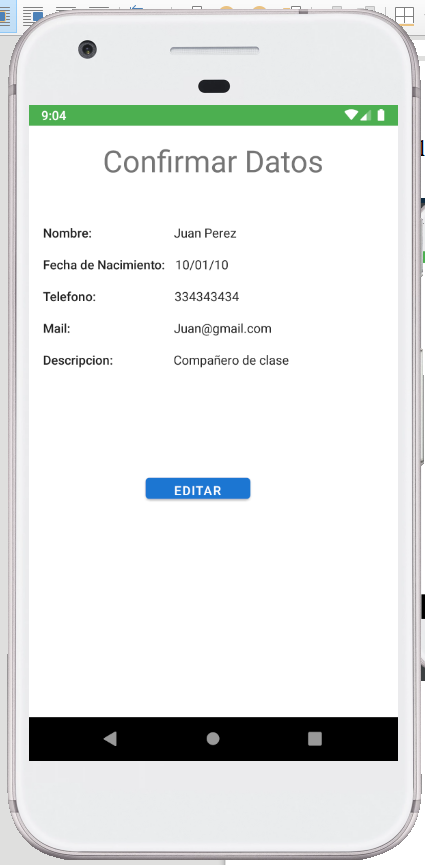 9:04
Confirmar Datos
Nombre: Juan Perez
Fecha de Nacimiento: 10/01/10
Telefono: 334343434
Mail: Juan@gmail.com
Descripcion: Compañero de clase
EDITAR